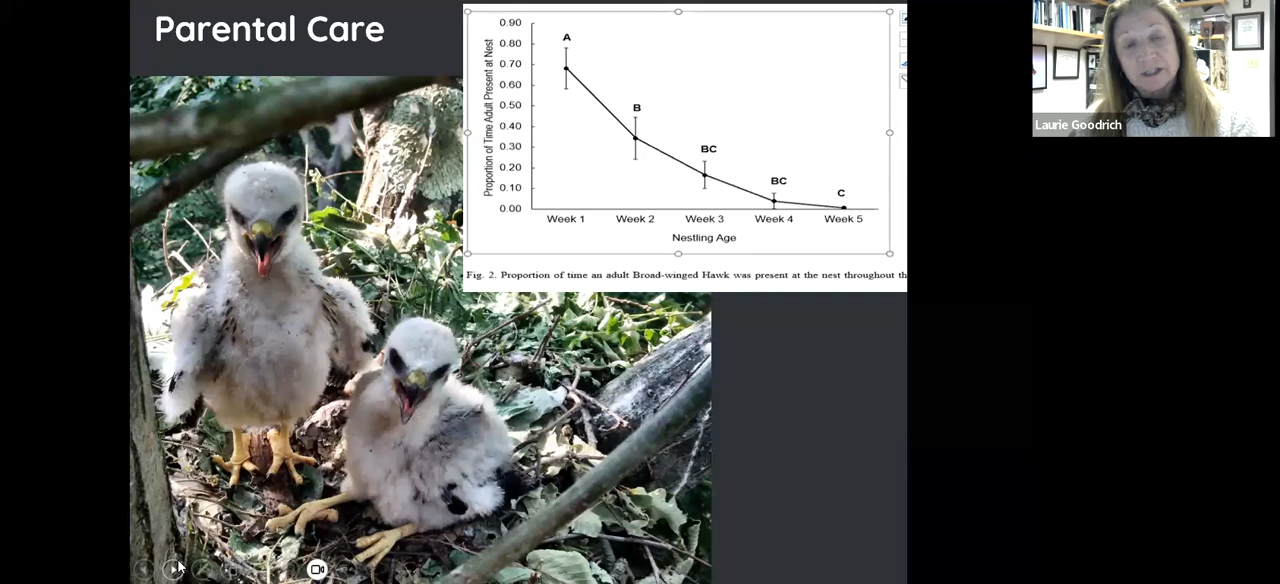 Parental Care
Proportion of Time Adult Present at Nest
0.90
0.80
0.70
0.60
0.50
0.40
0.30
0.20
0.10
0.00
A
B
BC
BC
C
Week 1 Week 2 Week 3 Week 4 Week 5
Nestling Age
Fig. 2. Proportion of time an adult Broad-winged Hawk was present at the nest throughout th
Laurie Goodrich